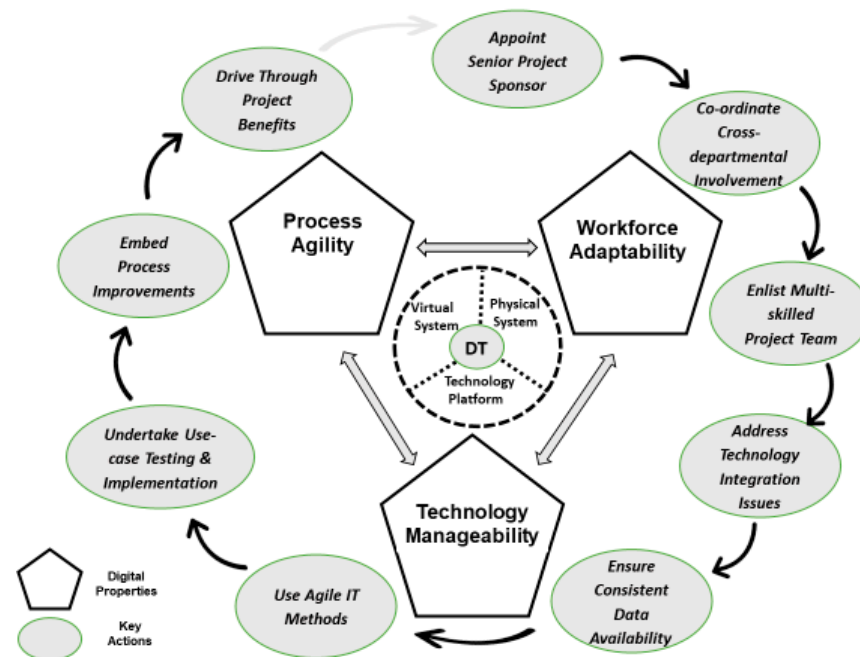 Appoint
Senior Project
Sponsor
Drive Through
Project
Benefits
Co-ordinate
Cross-
departmental
Involvement
Process
Agility
Workforce
Adaptability
Embed
Process
Improvements
Enlist Multi-
skilled
Project Team
Virtual
System
Physical
System
DT
Technology
Platform
Undertake Use-
case Testing &
Implementation
Address
Technology
Integration
Issues
Technology
Manageability
Use Agile IT
Methods
Ensure
Consistent
Data
Availability
Digital
Properties
Key
Actions